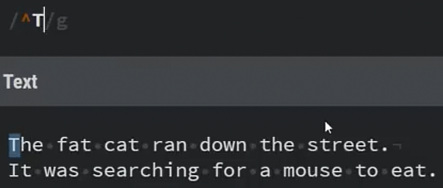 /^T/g
Text
The fat cat ran down the street.¬
It was searching for a mouse to eat.